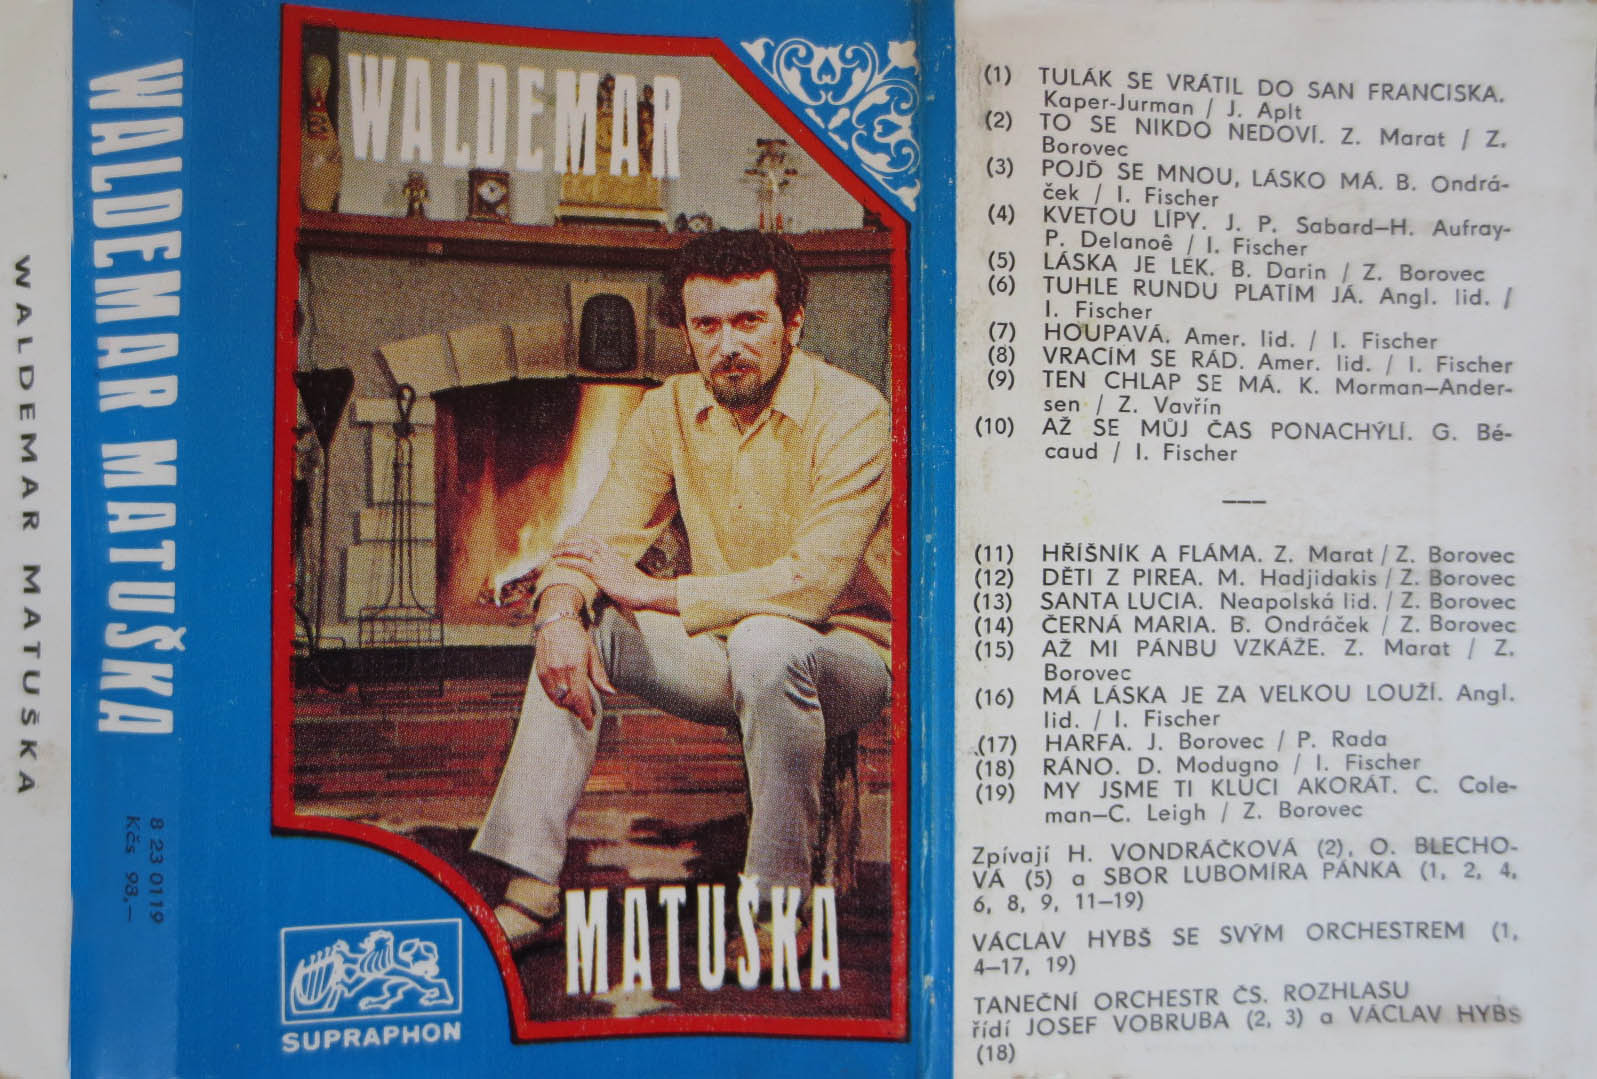 WALDEMAR MATUŠKA
WALDEMAR MATUŠKA
8 23 0119
Kčs 93,–
WALDEMAR
MATUŠKA
SUPRAPHON
(1) TULÁK SE VRÁTIL DO SAN FRANCISKA.
Kaper-Jurman / J. Aplt
(2) TO SE NIKDO NEDOVÍ. Z. Marat / Z.
Borovec
(3) POJĎ SE MNOU, LÁSKO MÁ. B. Ondrá-
ček / I. Fischer
(4) KVETOU LÍPY. J. P. Sabard–H. Aufray-
P. Delanoê / I. Fischer
(5) LÁSKA JE LÉK. B. Darin / Z. Borovec
(6) TUHLE RUNDU PLATÍM JÁ. Angl. lid. /
I. Fischer
(7) HOUPAVÁ. Amer. lid. / I. Fischer
(8) VRACÍM SE RÁD. Amer. lid. / I. Fischer
(9) TEN CHLAP SE MÁ. K. Morman–Ander-
sen / Z. Vavřín
(10) AŽ SE MŮJ ČAS PONACHÝLÍ. G. Bé-
caud / I. Fischer
———
(11) HŘÍŠNÍK A FLÁMA. Z. Marat / Z. Borovec
(12) DĚTI Z PIREA. M. Hadjidakis / Z. Borovec
(13) SANTA LUCIA. Neapolská lid. / Z. Borovec
(14) ČERNÁ MARIA. B. Ondráček / Z. Borovec
(15) AŽ MI PÁNBU VZKÁŽE. Z. Marat / Z.
Borovec
(16) MÁ LÁSKA JE ZA VELKOU LOUŽÍ. Angl.
lid. / I. Fischer
(17) HARFA. J. Borovec / P. Rada
(18) RÁNO. D. Modugno / I. Fischer
(19) MY JSME TI KLUCI AKORÁT. C. Cole-
man–C. Leigh / Z. Borovec
Zpívají H. VONDRÁČKOVÁ (2), O. BLECHO-
VÁ (5) a SBOR LUBOMÍRA PÁNKA (1, 2, 4,
6, 8, 9, 11–19)
VÁCLAV HYBŠ SE SVÝM ORCHESTREM (1,
4–17, 19)
TANEČNÍ ORCHESTR ČS. ROZHLASU
řídí JOSEF VOBRUBA (2, 3) a VÁCLAV HYBŠ
(18)